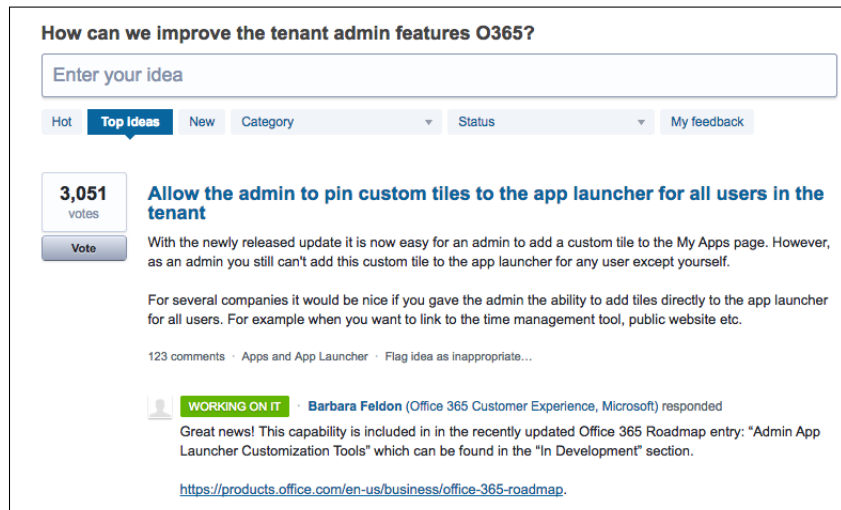 How can we improve the tenant admin features O365?
Enter your idea
Hot Top Ideas New Category Status My feedback
3,051
votes
Vote
Allow the admin to pin custom tiles to the app launcher for all users in the
tenant
With the newly released update it is now easy for an admin to add a custom tile to the My Apps page. However,
as an admin you still can't add this custom tile to the app launcher for any user except yourself.
For several companies it would be nice if you gave the admin the ability to add tiles directly to the app launcher
for all users. For example when you want to link to the time management tool, public website etc.
123 comments · Apps and App Launcher · Flag idea as inappropriate…
WORKING ON IT · Barbara Feldon (Office 365 Customer Experience, Microsoft) responded
Great news! This capability is included in in the recently updated Office 365 Roadmap entry: “Admin App
Launcher Customization Tools” which can be found in the “In Development” section.
https://products.office.com/en-us/business/office-365-roadmap.